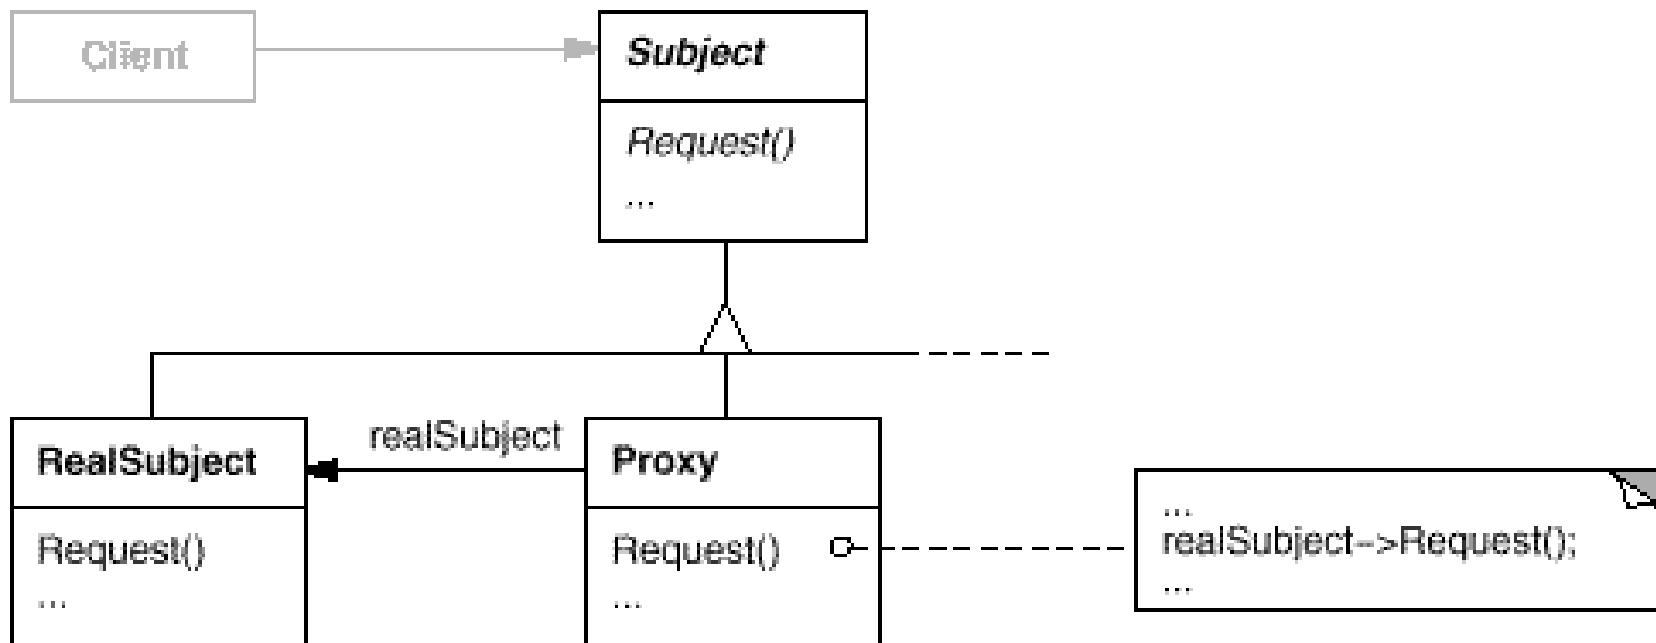 Client
Subject
Request()
...
realSubject
RealSubject
Request()
...
Proxy
Request()
...
...
realSubject->Request();
...